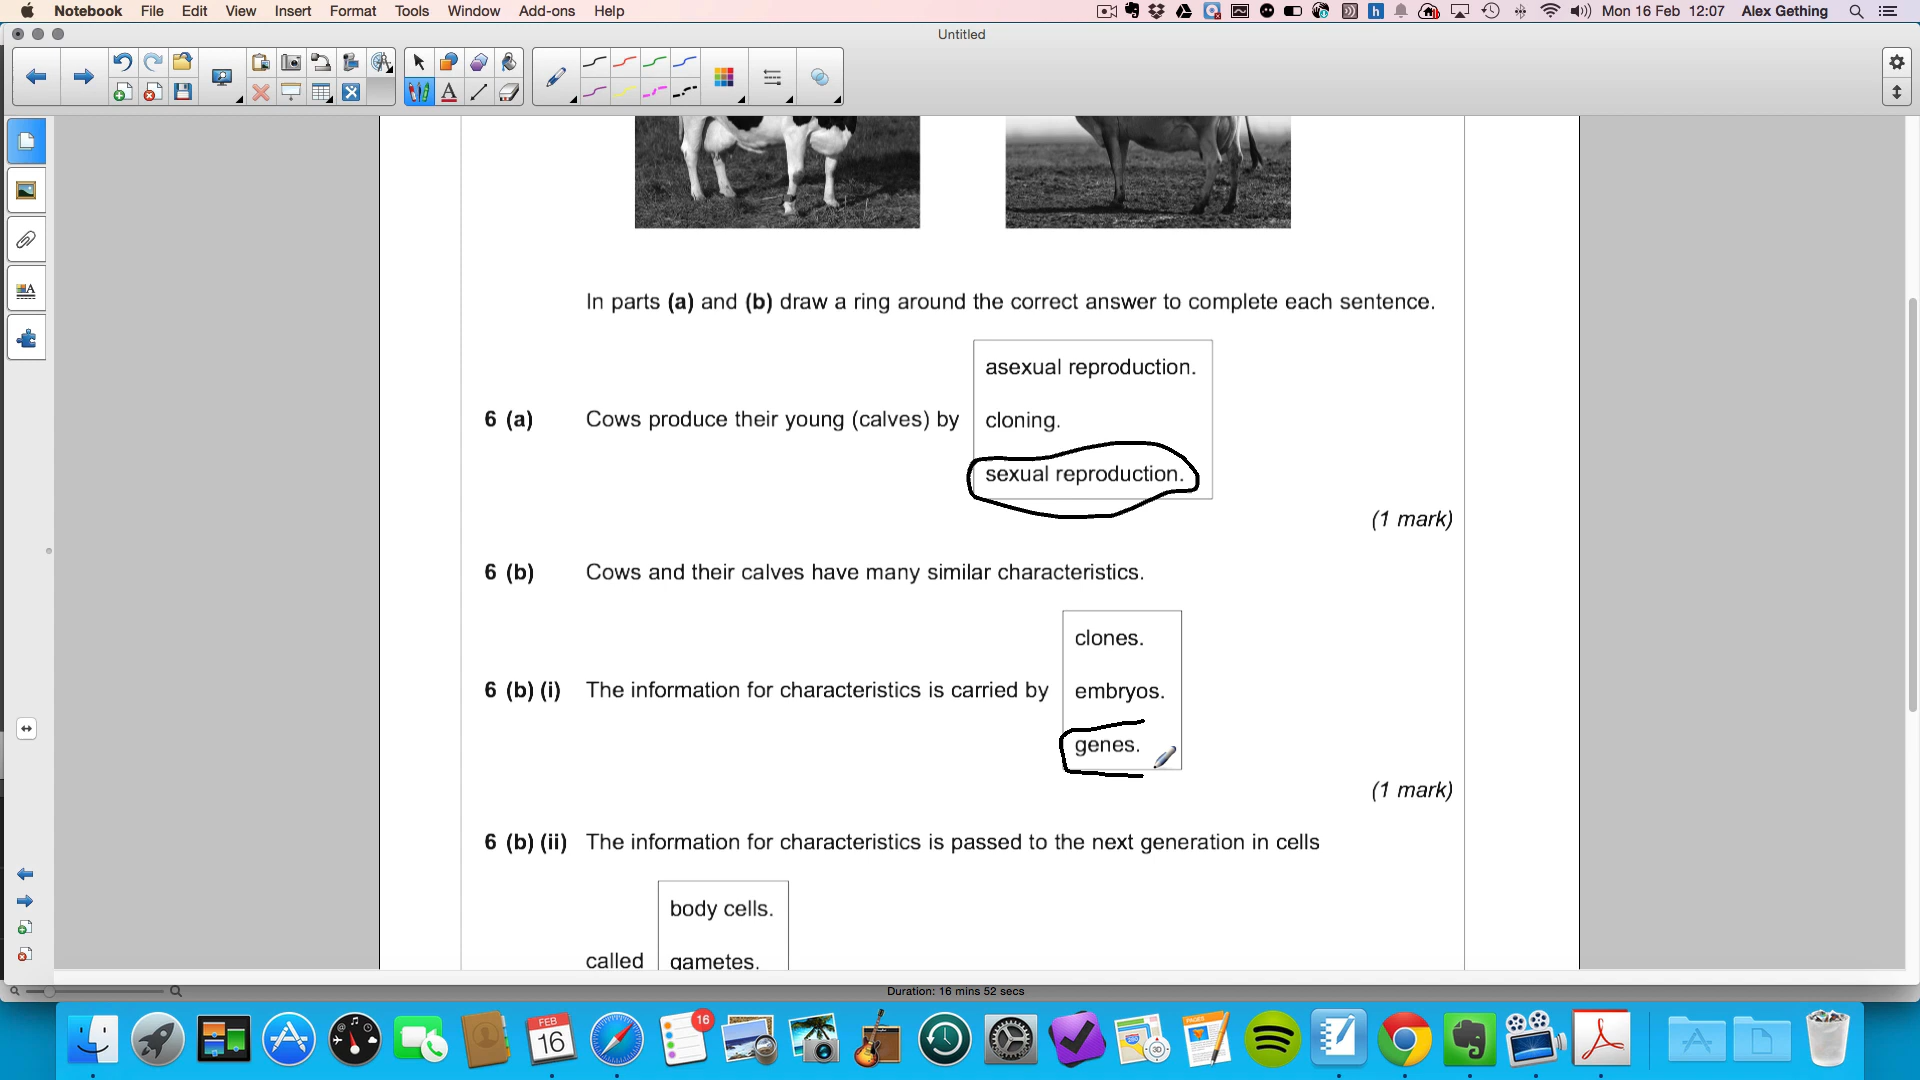 Notebook File Edit View Insert Format Tools Window Add-ons Help
Mon 16 Feb 12:07 Alex Gething
Untitled
In parts (a) and (b) draw a ring around the correct answer to complete each sentence.
asexual reproduction.
6 (a) Cows produce their young (calves) by cloning.
sexual reproduction.
(1 mark)
6 (b) Cows and their calves have many similar characteristics.
clones.
6 (b) (i) The information for characteristics is carried by embryos.
genes.
(1 mark)
6 (b) (ii) The information for characteristics is passed to the next generation in cells
body cells.
called gametes.
Duration: 16 mins 52 secs
FEB
16
16